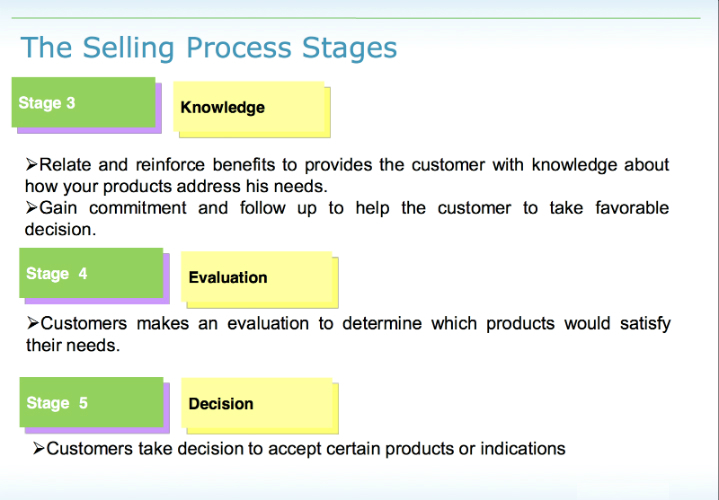 The Selling Process Stages
Stage 3
Knowledge
➢Relate and reinforce benefits to provides the customer with knowledge about
how your products address his needs.
➢Gain commitment and follow up to help the customer to take favorable
decision.
Stage 4
Evaluation
➢Customers makes an evaluation to determine which products would satisfy
their needs.
Stage 5
Decision
➢Customers take decision to accept certain products or indications